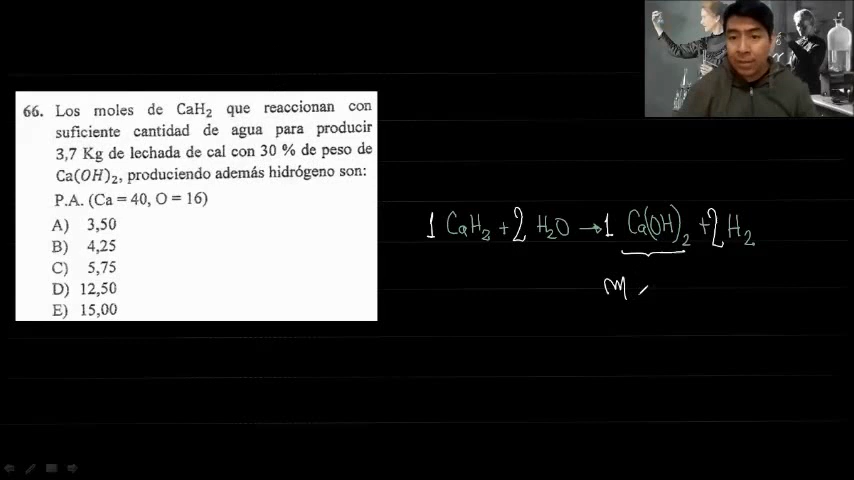 66. Los moles de CaH₂ que reaccionan con
suficiente cantidad de agua para producir
3,7 Kg de lechada de cal con 30 % de peso de
Ca(OH)₂, produciendo además hidrógeno son:
P.A. (Ca = 40, O = 16)
A) 3,50
B) 4,25
C) 5,75
D) 12,50
E) 15,00
1 CaH₂ + 2 H₂O → 1 Ca(OH)₂ + 2 H₂
m